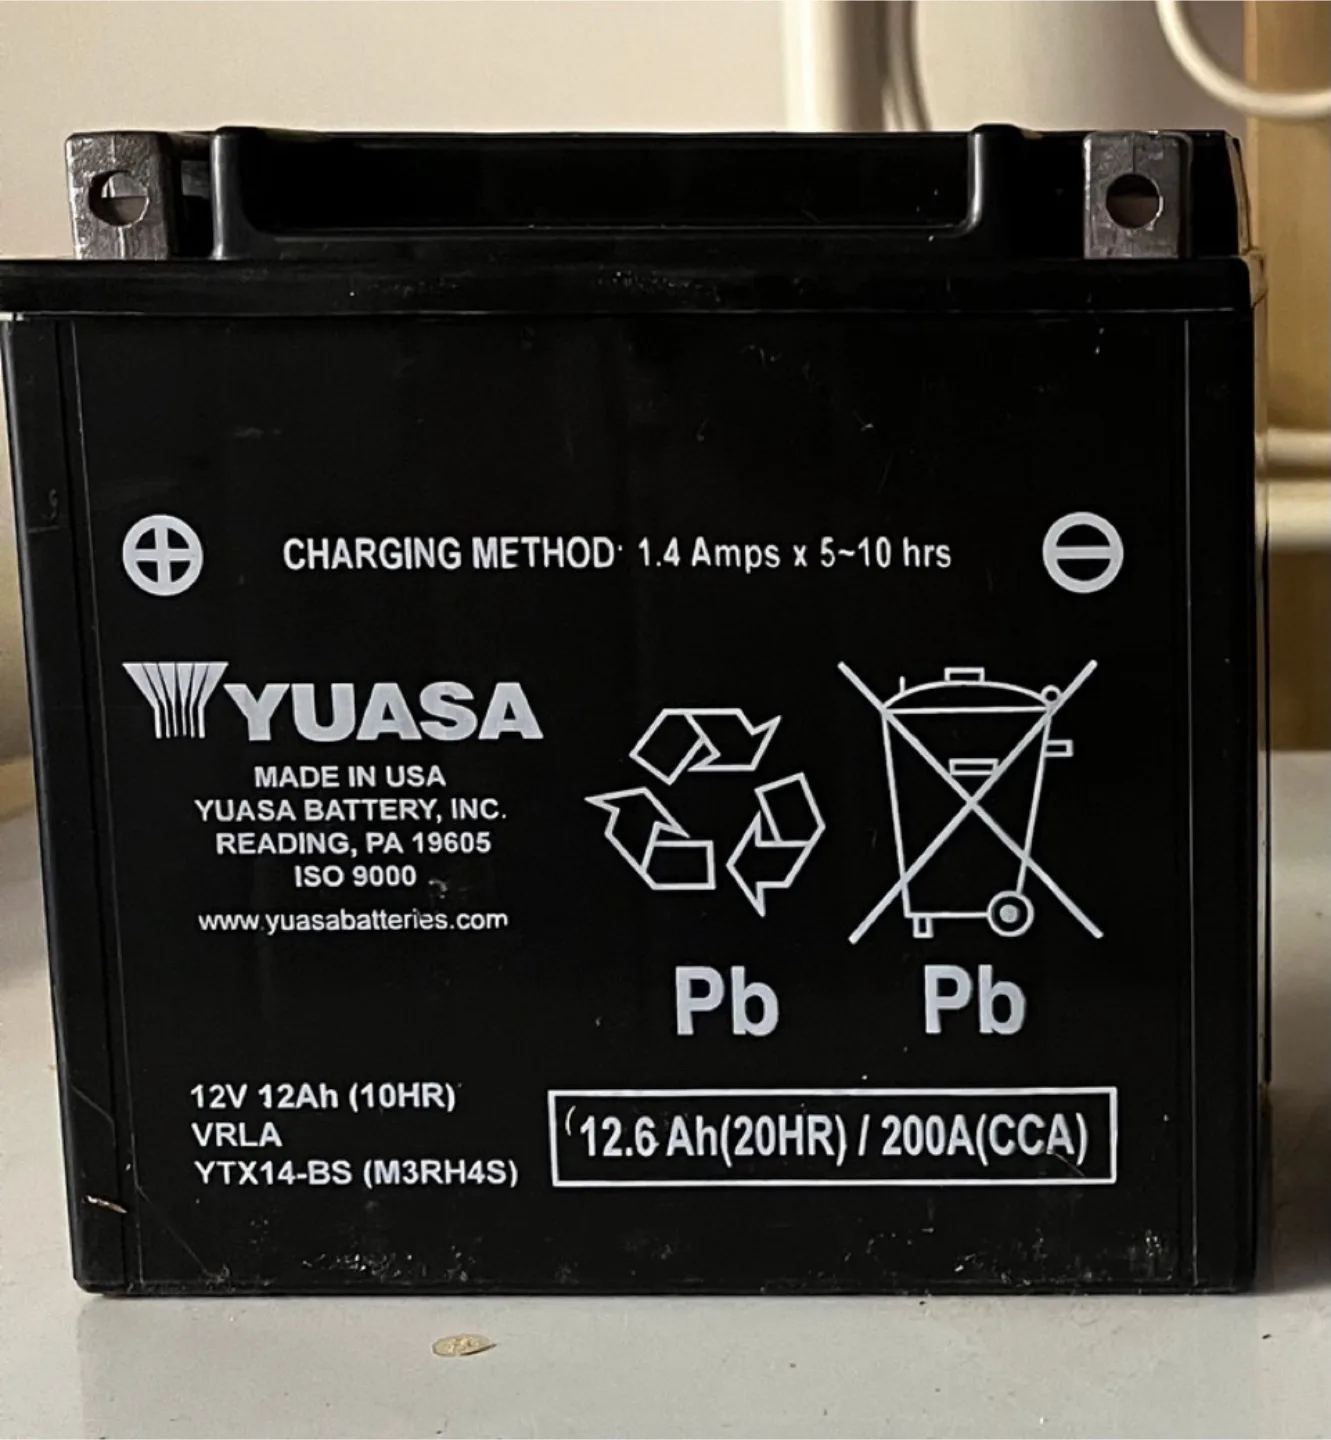 CHARGING METHOD· 1.4 Amps x 5~10 hrs
YUASA
MADE IN USA
YUASA BATTERY, INC.
READING, PA 19605
ISO 9000
www.yuasabatteries.com
Pb
Pb
12V 12Ah (10HR)
VRLA
YTX14-BS (M3RH4S)
12.6 Ah(20HR) / 200A(CCA)